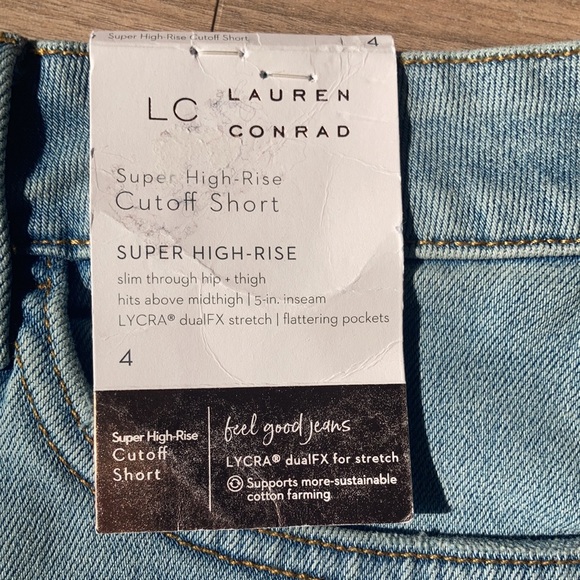 Super High-Rise Cutoff Short 4
LC LAUREN
CONRAD
Super High-Rise
Cutoff Short
SUPER HIGH-RISE
slim through hip + thigh
hits above midthigh | 5-in. inseam
LYCRA® dualFX stretch | flattering pockets
4
Super High-Rise
Cutoff
Short
feel good jeans
LYCRA® dualFX for stretch
Supports more-sustainable
cotton farming